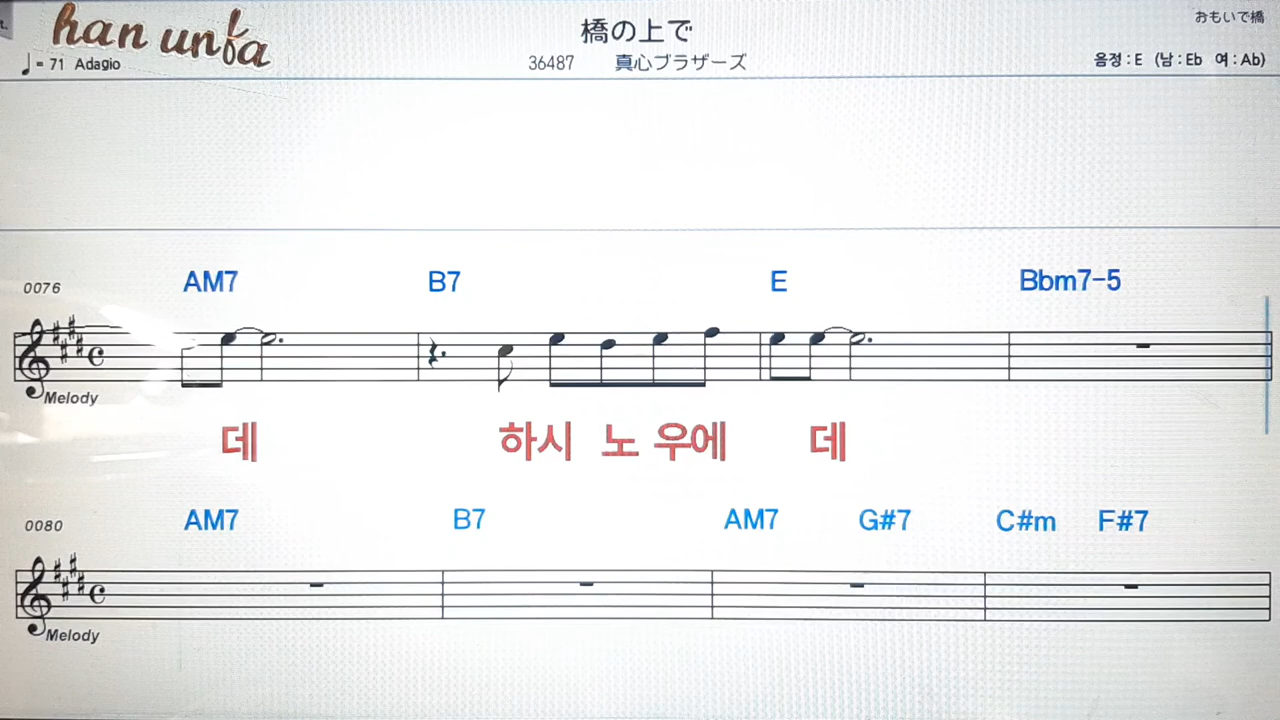 han unfa
橋の上で
おもいで橋
♩= 71 Adagio
36487 真心ブラザーズ
음정 : E (남 : Eb 여 : Ab)
0076 AM7 B7 E Bbm7-5
Melody
데 하시 노 우에 데
0080 AM7 B7 AM7 G#7 C#m F#7
Melody